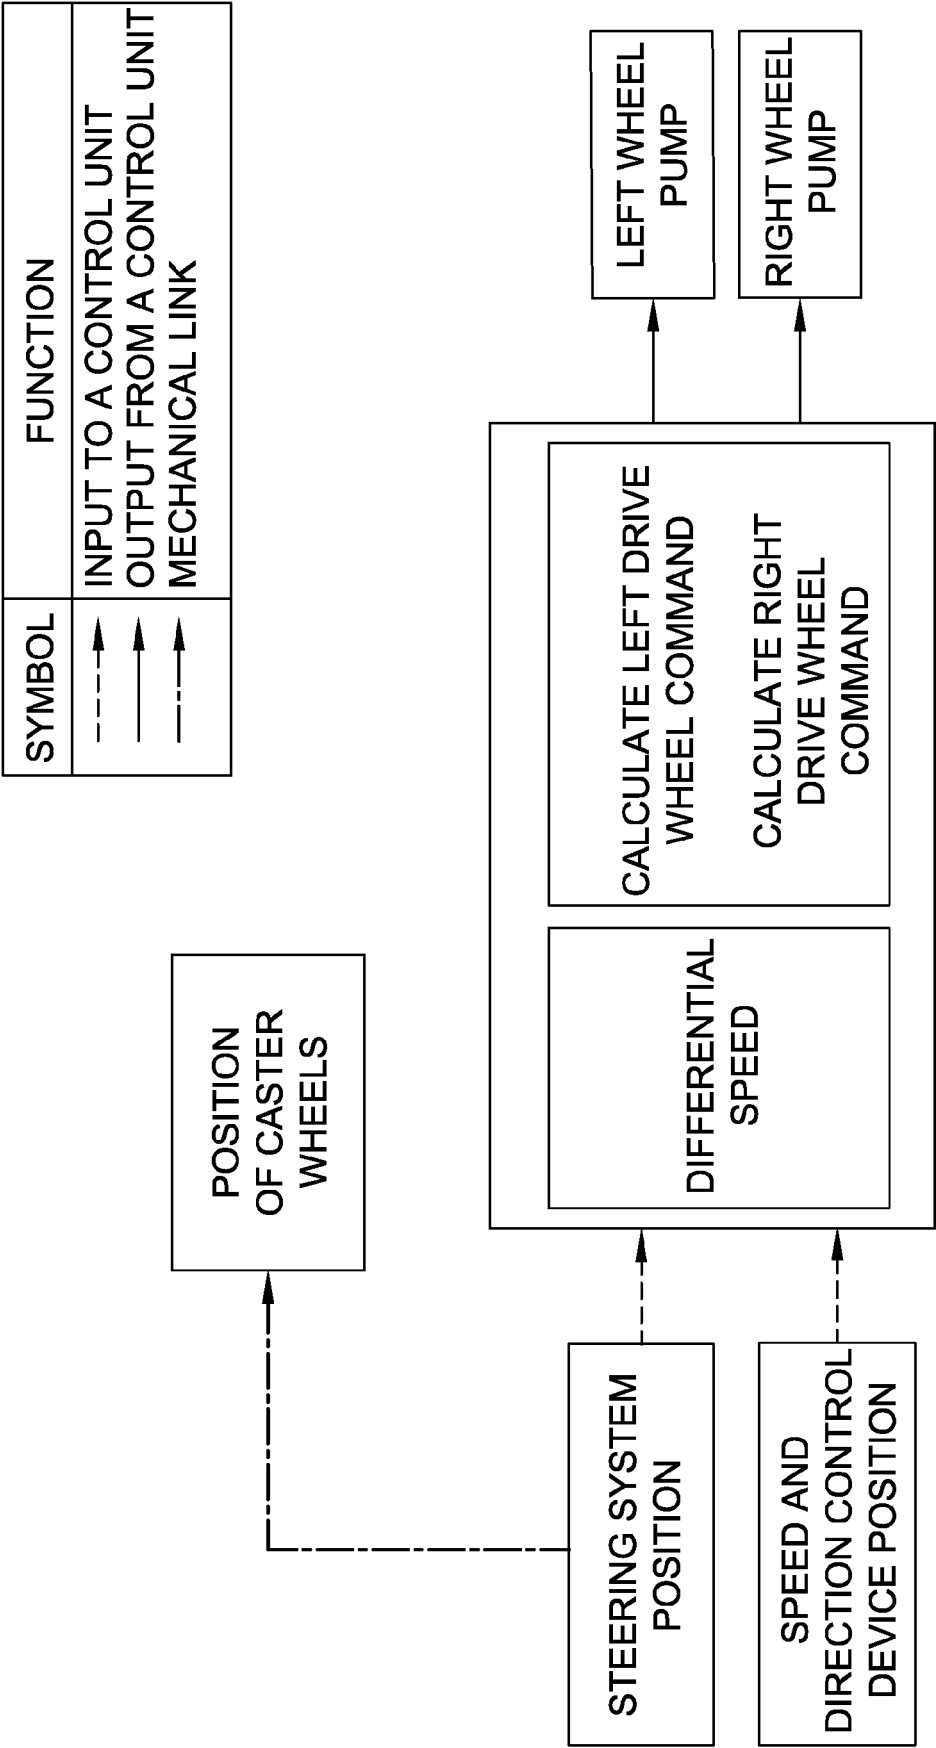 SYMBOL
FUNCTION
INPUT TO A CONTROL UNIT
OUTPUT FROM A CONTROL UNIT
MECHANICAL LINK
POSITION
OF CASTER
WHEELS
STEERING SYSTEM
POSITION
SPEED AND
DIRECTION CONTROL
DEVICE POSITION
DIFFERENTIAL
SPEED
CALCULATE LEFT DRIVE
WHEEL COMMAND
CALCULATE RIGHT
DRIVE WHEEL
COMMAND
LEFT WHEEL
PUMP
RIGHT WHEEL
PUMP